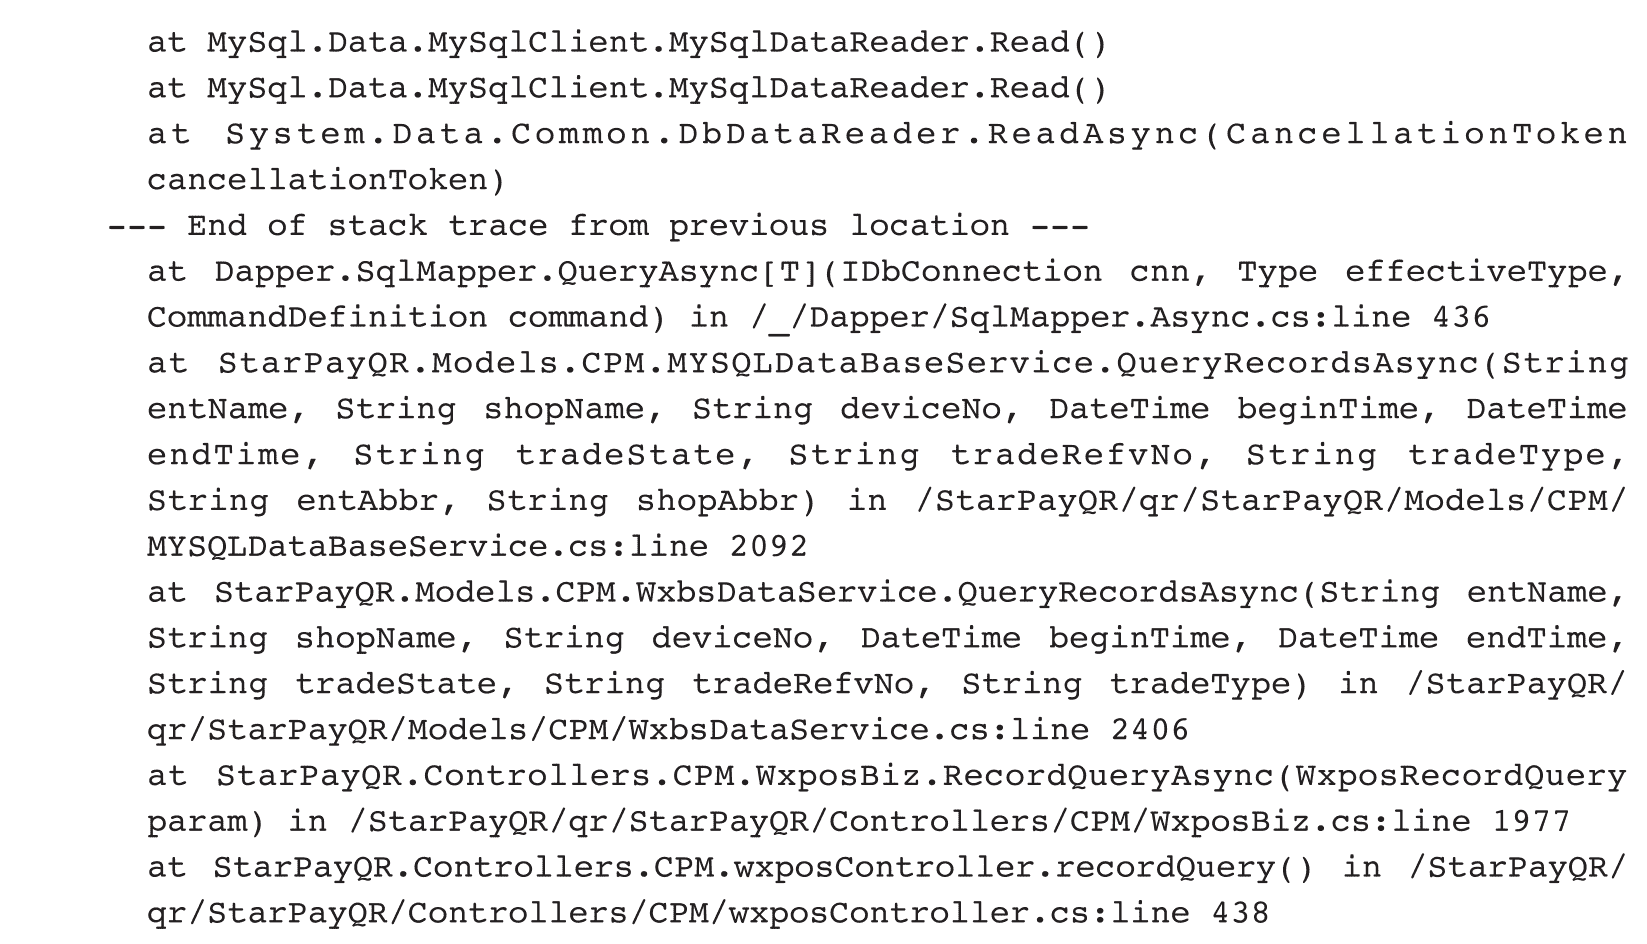 at MySql.Data.MySqlClient.MySqlDataReader.Read()
at MySql.Data.MySqlClient.MySqlDataReader.Read()
at System.Data.Common.DbDataReader.ReadAsync(CancellationToken
cancellationToken)
--- End of stack trace from previous location ---
at Dapper.SqlMapper.QueryAsync[T](IDbConnection cnn, Type effectiveType,
CommandDefinition command) in /_/Dapper/SqlMapper.Async.cs:line 436
at StarPayQR.Models.CPM.MYSQLDataBaseService.QueryRecordsAsync(String
entName, String shopName, String deviceNo, DateTime beginTime, DateTime
endTime, String tradeState, String tradeRefvNo, String tradeType,
String entAbbr, String shopAbbr) in /StarPayQR/qr/StarPayQR/Models/CPM/
MYSQLDataBaseService.cs:line 2092
at StarPayQR.Models.CPM.WxbsDataService.QueryRecordsAsync(String entName,
String shopName, String deviceNo, DateTime beginTime, DateTime endTime,
String tradeState, String tradeRefvNo, String tradeType) in /StarPayQR/
qr/StarPayQR/Models/CPM/WxbsDataService.cs:line 2406
at StarPayQR.Controllers.CPM.WxposBiz.RecordQueryAsync(WxposRecordQuery
param) in /StarPayQR/qr/StarPayQR/Controllers/CPM/WxposBiz.cs:line 1977
at StarPayQR.Controllers.CPM.wxposController.recordQuery() in /StarPayQR/
qr/StarPayQR/Controllers/CPM/wxposController.cs:line 438